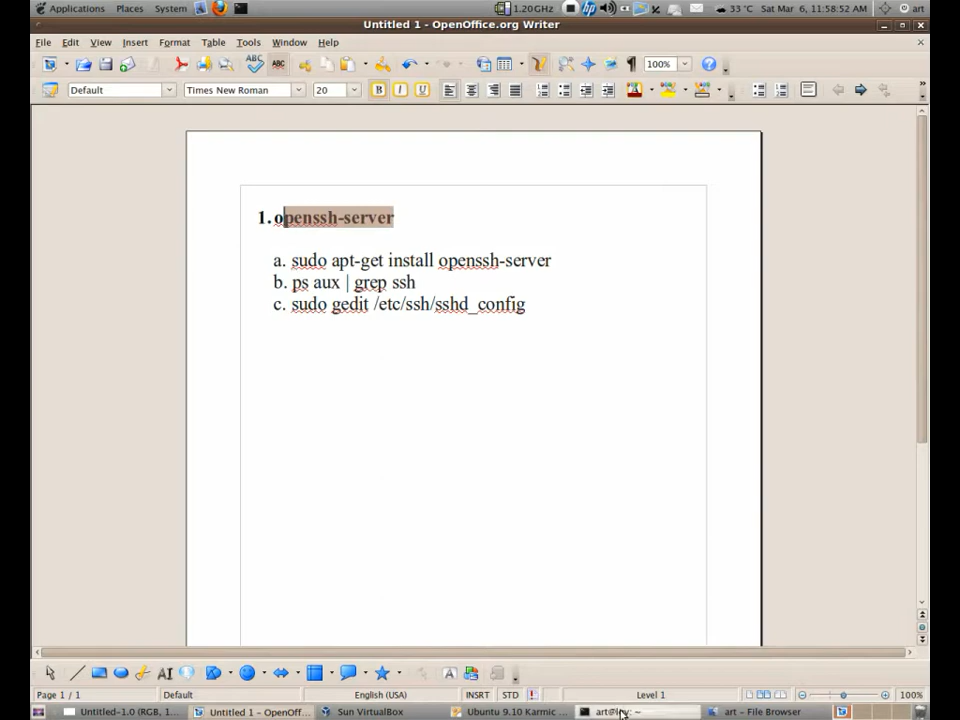 Applications Places System 1.20 GHz 33 °C Sat Mar 6, 11:58:52 AM art
Untitled 1 - OpenOffice.org Writer
File Edit View Insert Format Table Tools Window Help
ABC ABC 100%
Default Times New Roman 20 B I U
1. openssh-server
a. sudo apt-get install openssh-server
b. ps aux | grep ssh
c. sudo gedit /etc/ssh/sshd_config
Page 1 / 1 Default English (USA) INSRT STD Level 1 100%
Untitled-1.0 (RGB, 1... Untitled 1 - OpenOff... Sun VirtualBox Ubuntu 9.10 Karmic ... art – File Browser